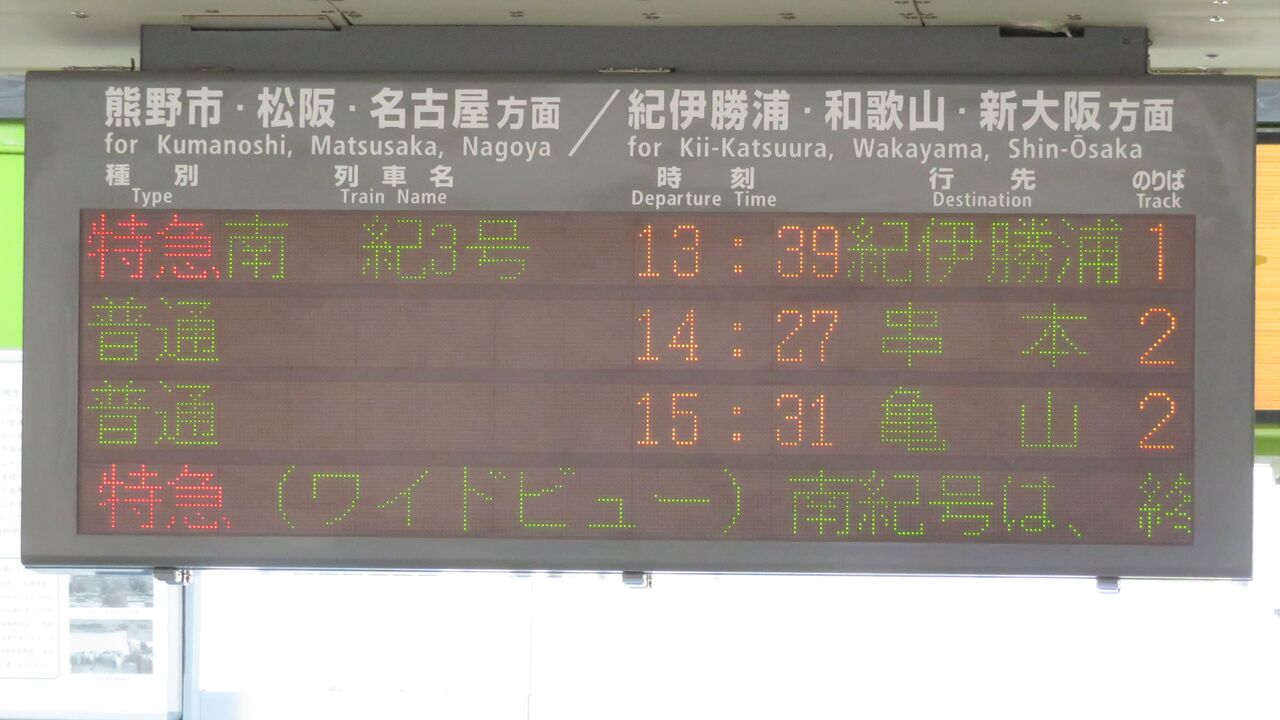 熊野市・松阪・名古屋方面／紀伊勝浦・和歌山・新大阪方面
for Kumanoshi, Matsusaka, Nagoya／for Kii-Katsuura, Wakayama, Shin-Ōsaka
種別 列車名 時刻 行先 のりば
Type Train Name Departure Time Destination Track
特急 南 紀3号 13:39 紀伊勝浦 1
普通 14:27 串 本 2
普通 15:31 亀 山 2
特急（ワイドビュー）南紀号は、終